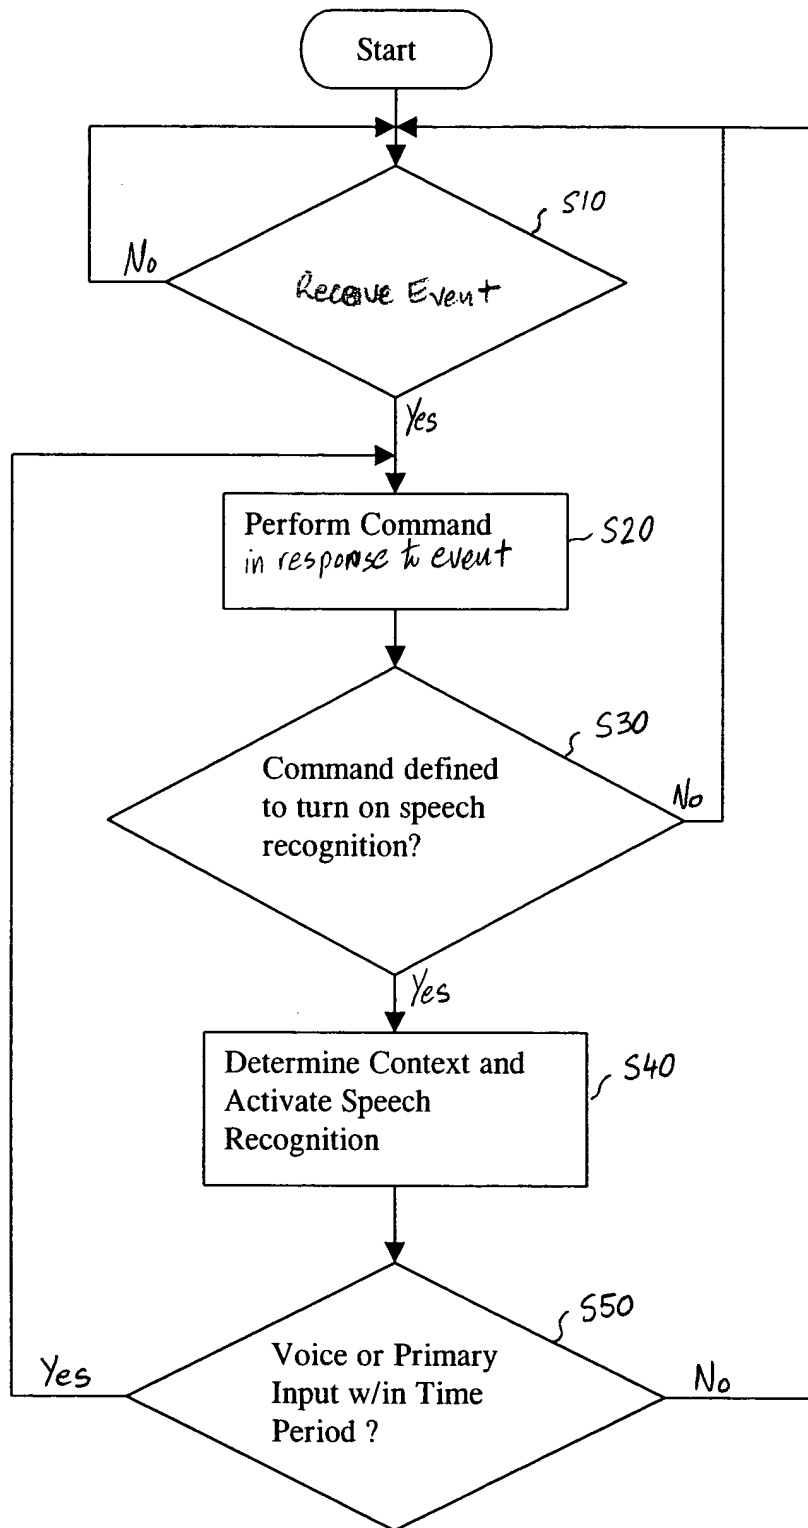 Start
S10
No
Receive Event
Yes
Perform Command
in response to event
S20
S30
Command defined
to turn on speech
recognition?
No
Yes
Determine Context and
Activate Speech
Recognition
S40
S50
Yes
Voice or Primary
Input w/in Time
Period ?
No